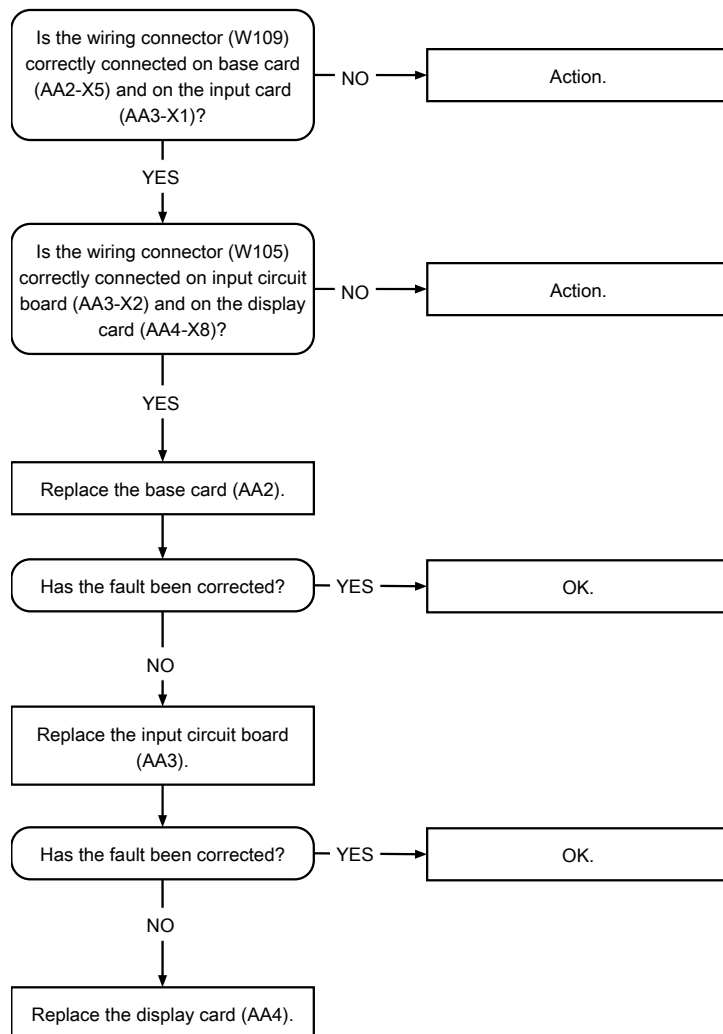 Is the wiring connector (W109)
correctly connected on base card
(AA2-X5) and on the input card
(AA3-X1)?
NO
Action.
YES
Is the wiring connector (W105)
correctly connected on input circuit
board (AA3-X2) and on the display
card (AA4-X8)?
NO
Action.
YES
Replace the base card (AA2).
Has the fault been corrected?
YES
OK.
NO
Replace the input circuit board
(AA3).
Has the fault been corrected?
YES
OK.
NO
Replace the display card (AA4).